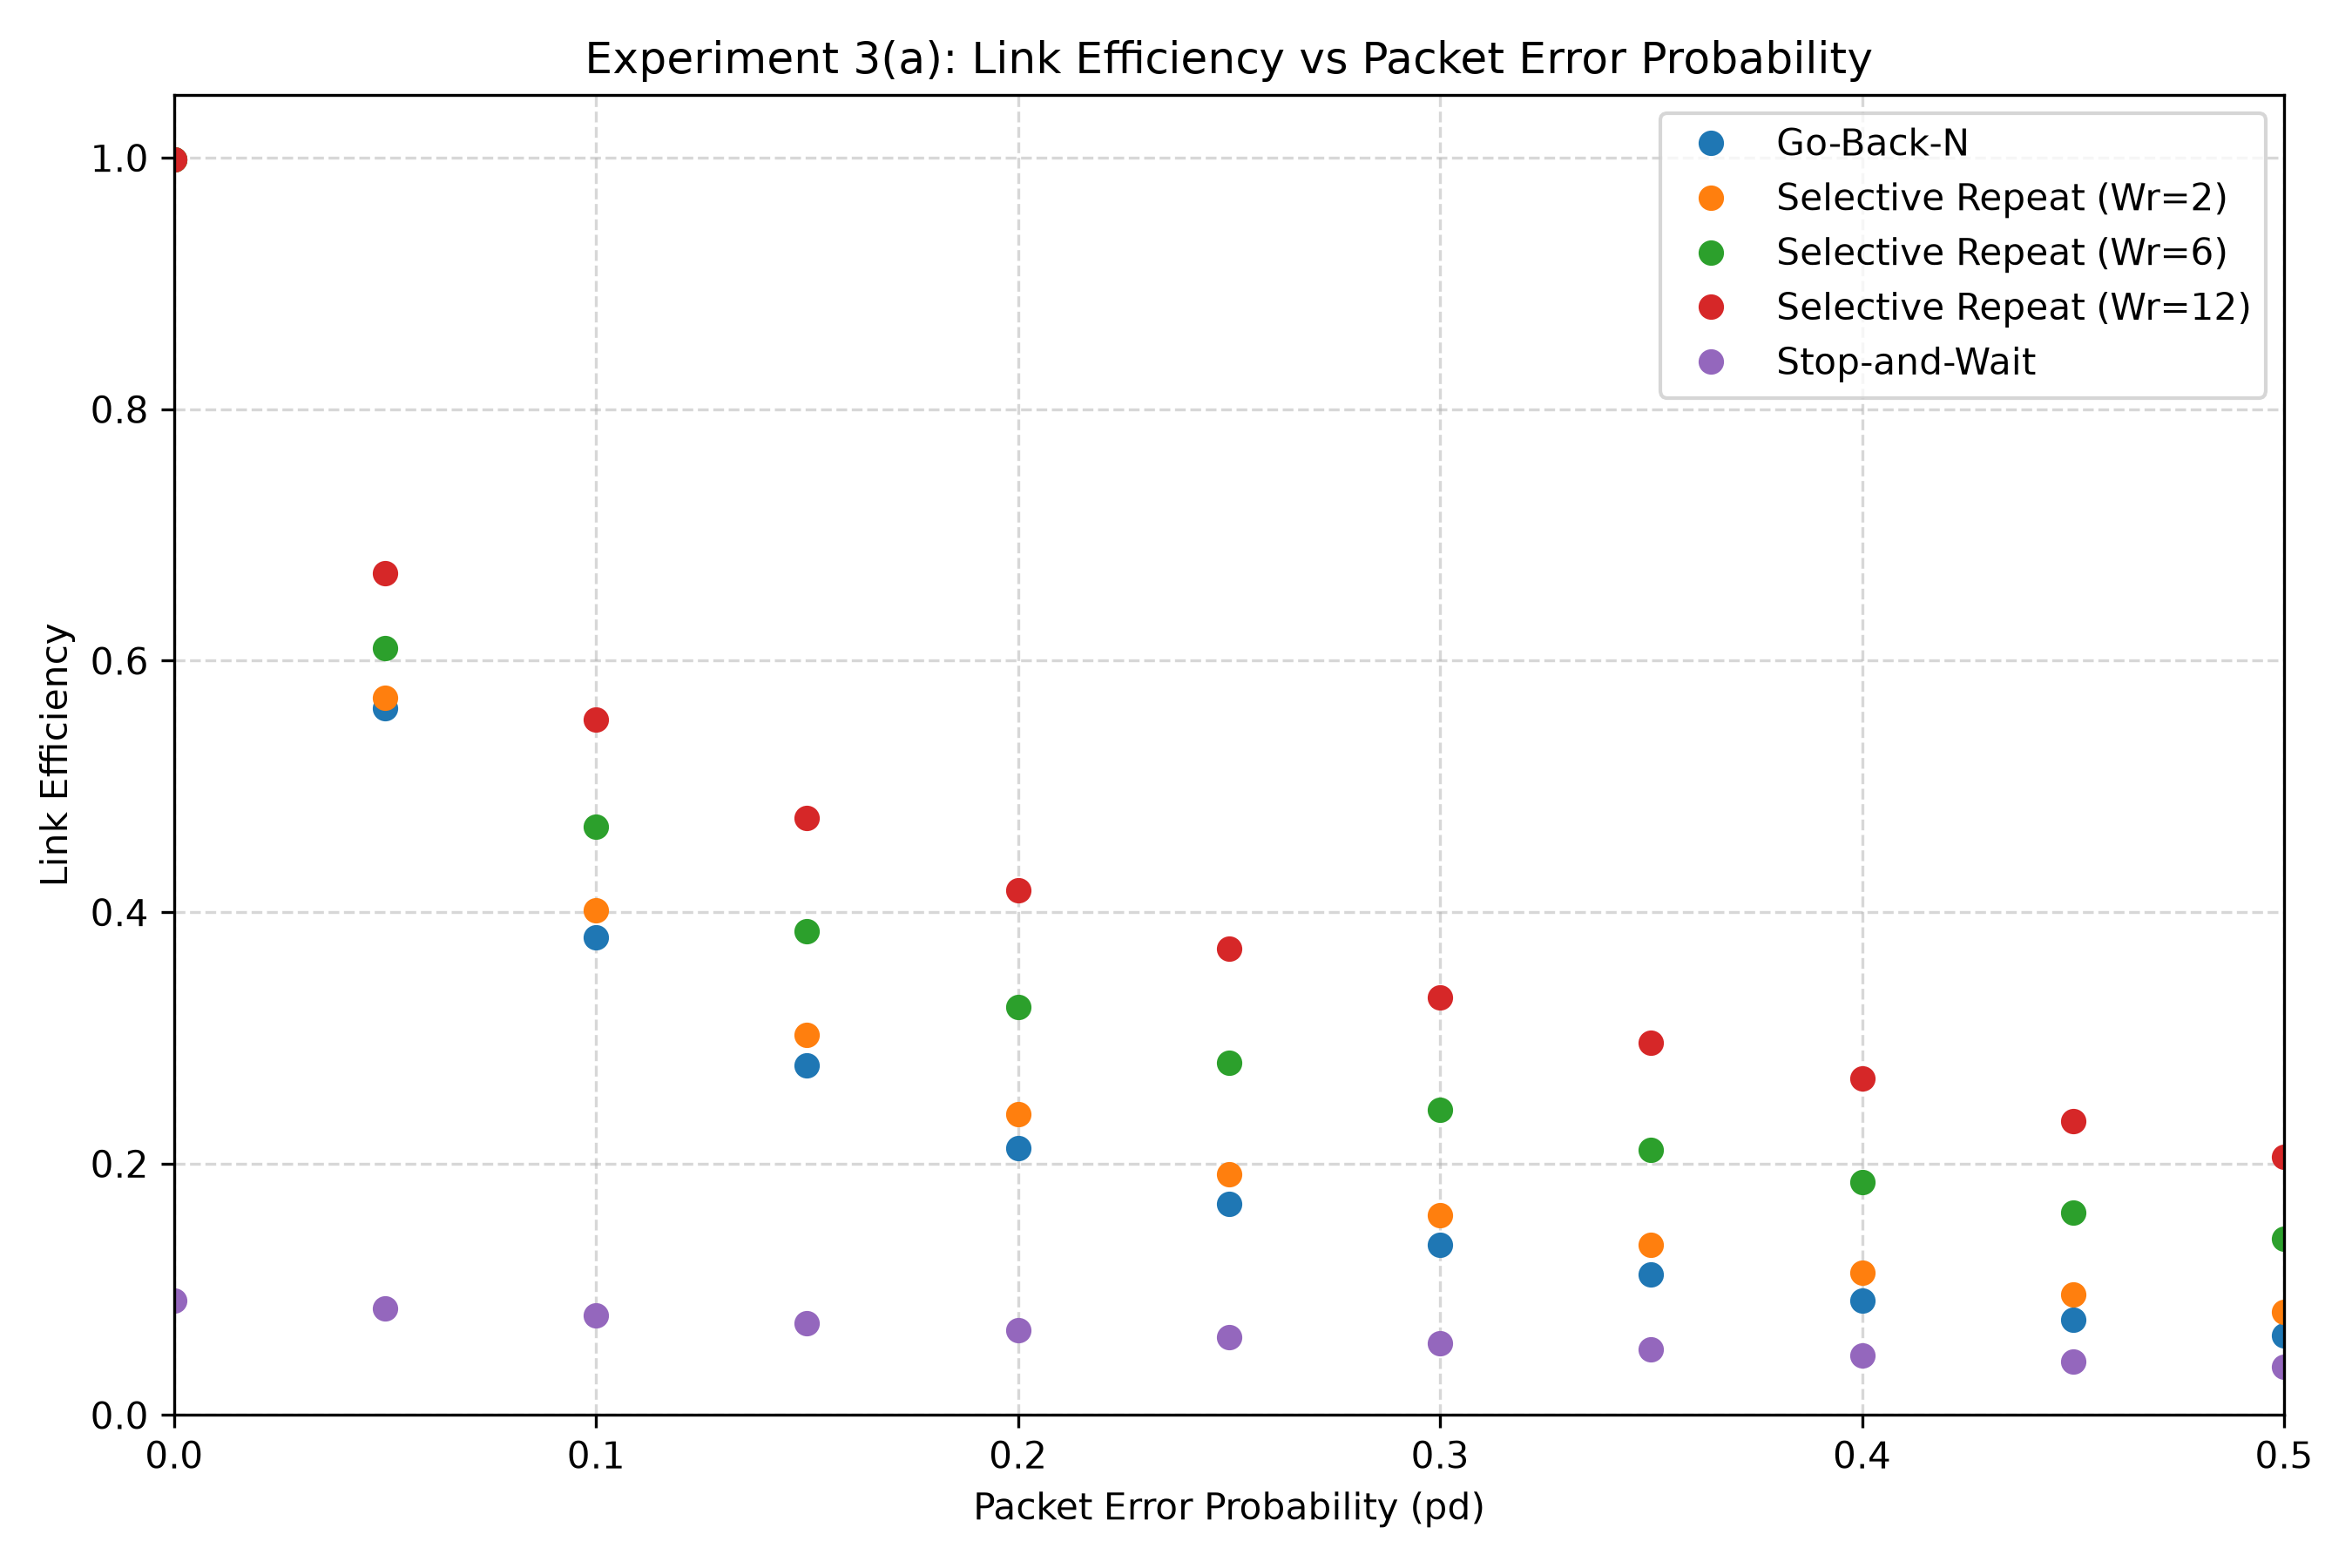 Experiment 3(a): Link Efficiency vs Packet Error Probability
Go-Back-N
Selective Repeat (Wr=2)
Selective Repeat (Wr=6)
Selective Repeat (Wr=12)
Stop-and-Wait
Link Efficiency
1.0
0.8
0.6
0.4
0.2
0.0
0.0 0.1 0.2 0.3 0.4 0.5
Packet Error Probability (pd)